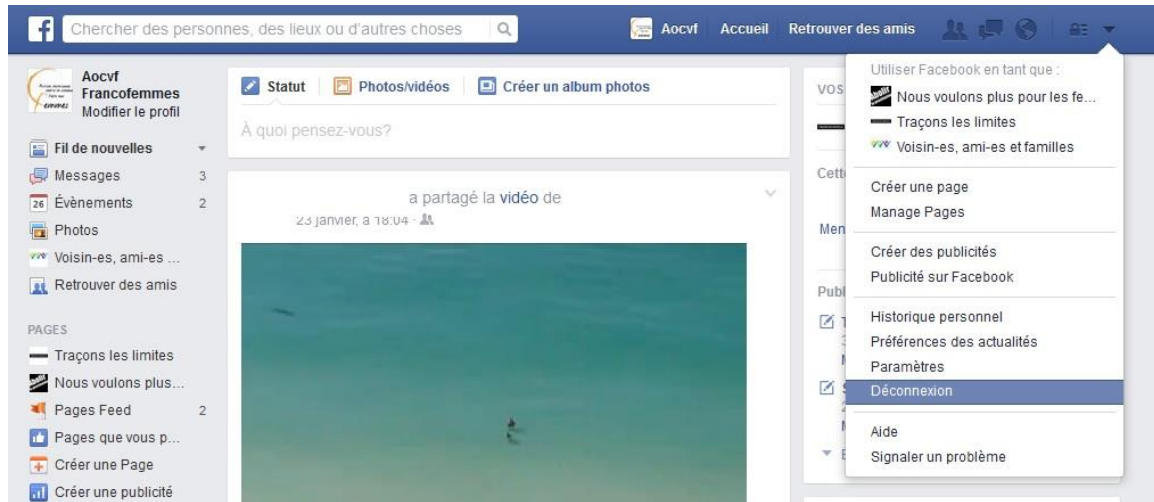 Chercher des personnes, des lieux ou d'autres choses
Aocvf Accueil Retrouver des amis
Aocvf
Francofemmes
Modifier le profil
Fil de nouvelles
Messages 3
26 Évènements 2
Photos
Voisin-es, ami-es ...
Retrouver des amis
PAGES
Traçons les limites
Nous voulons plus...
Pages Feed 2
Pages que vous p...
Créer une Page
Créer une publicité
Statut Photos/vidéos Créer un album photos
À quoi pensez-vous?
a partagé la vidéo de
23 janvier, à 18:04 ·
VOS
Cette
Men
Publ
Utiliser Facebook en tant que :
Nous voulons plus pour les fe...
Traçons les limites
Voisin-es, ami-es et familles
Créer une page
Manage Pages
Créer des publicités
Publicité sur Facebook
Historique personnel
Préférences des actualités
Paramètres
Déconnexion
Aide
Signaler un problème